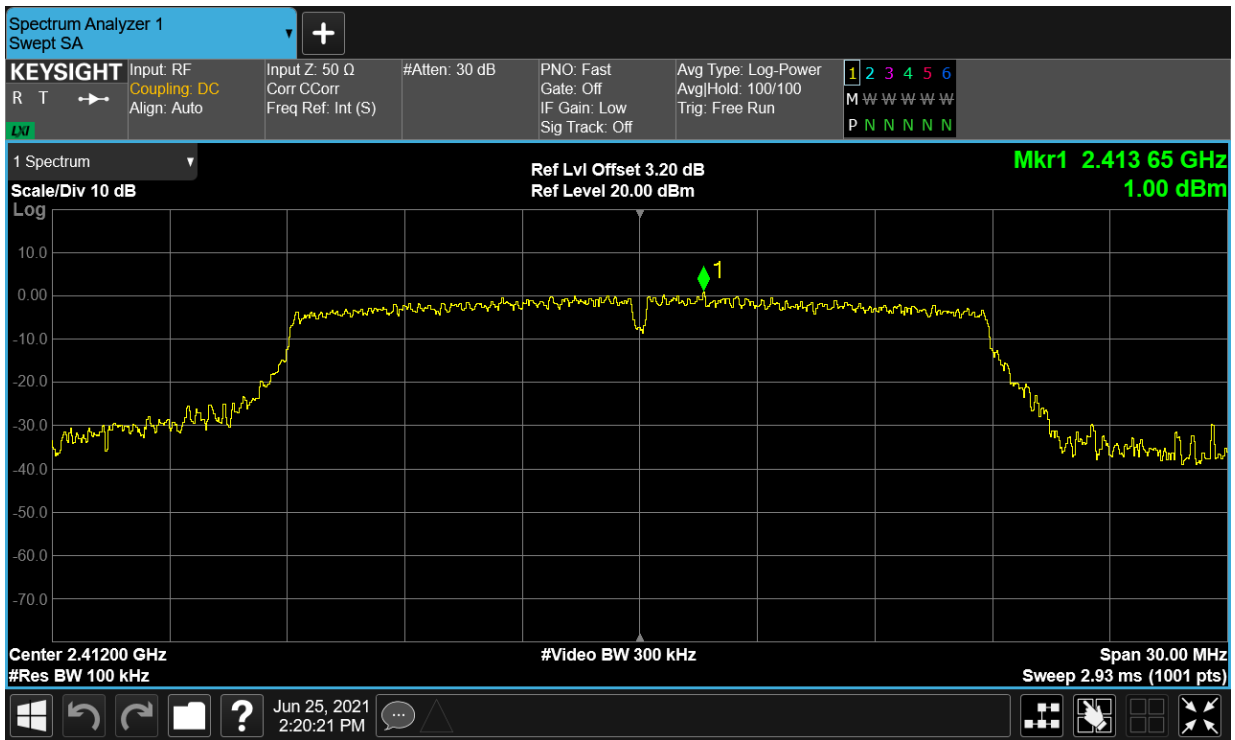 Spectrum Analyzer 1
Swept SA
KEYSIGHT
R T
LXI
Input: RF
Coupling: DC
Align: Auto
Input Z: 50 Ω
Corr CCorr
Freq Ref: Int (S)
#Atten: 30 dB
PNO: Fast
Gate: Off
IF Gain: Low
Sig Track: Off
Avg Type: Log-Power
Avg|Hold: 100/100
Trig: Free Run
1 2 3 4 5 6
M W W W W W
P N N N N N
1 Spectrum
Scale/Div 10 dB
Ref Lvl Offset 3.20 dB
Ref Level 20.00 dBm
Mkr1 2.413 65 GHz
1.00 dBm
Log
10.0
0.00
-10.0
-20.0
-30.0
-40.0
-50.0
-60.0
-70.0
1
Center 2.41200 GHz
#Res BW 100 kHz
#Video BW 300 kHz
Span 30.00 MHz
Sweep 2.93 ms (1001 pts)
?
Jun 25, 2021
2:20:21 PM